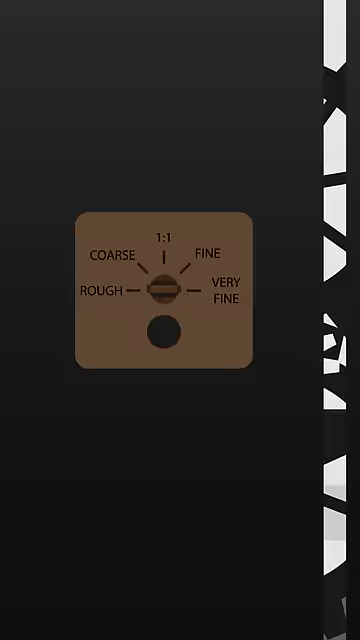 1:1
COARSE
FINE
ROUGH
VERY
FINE